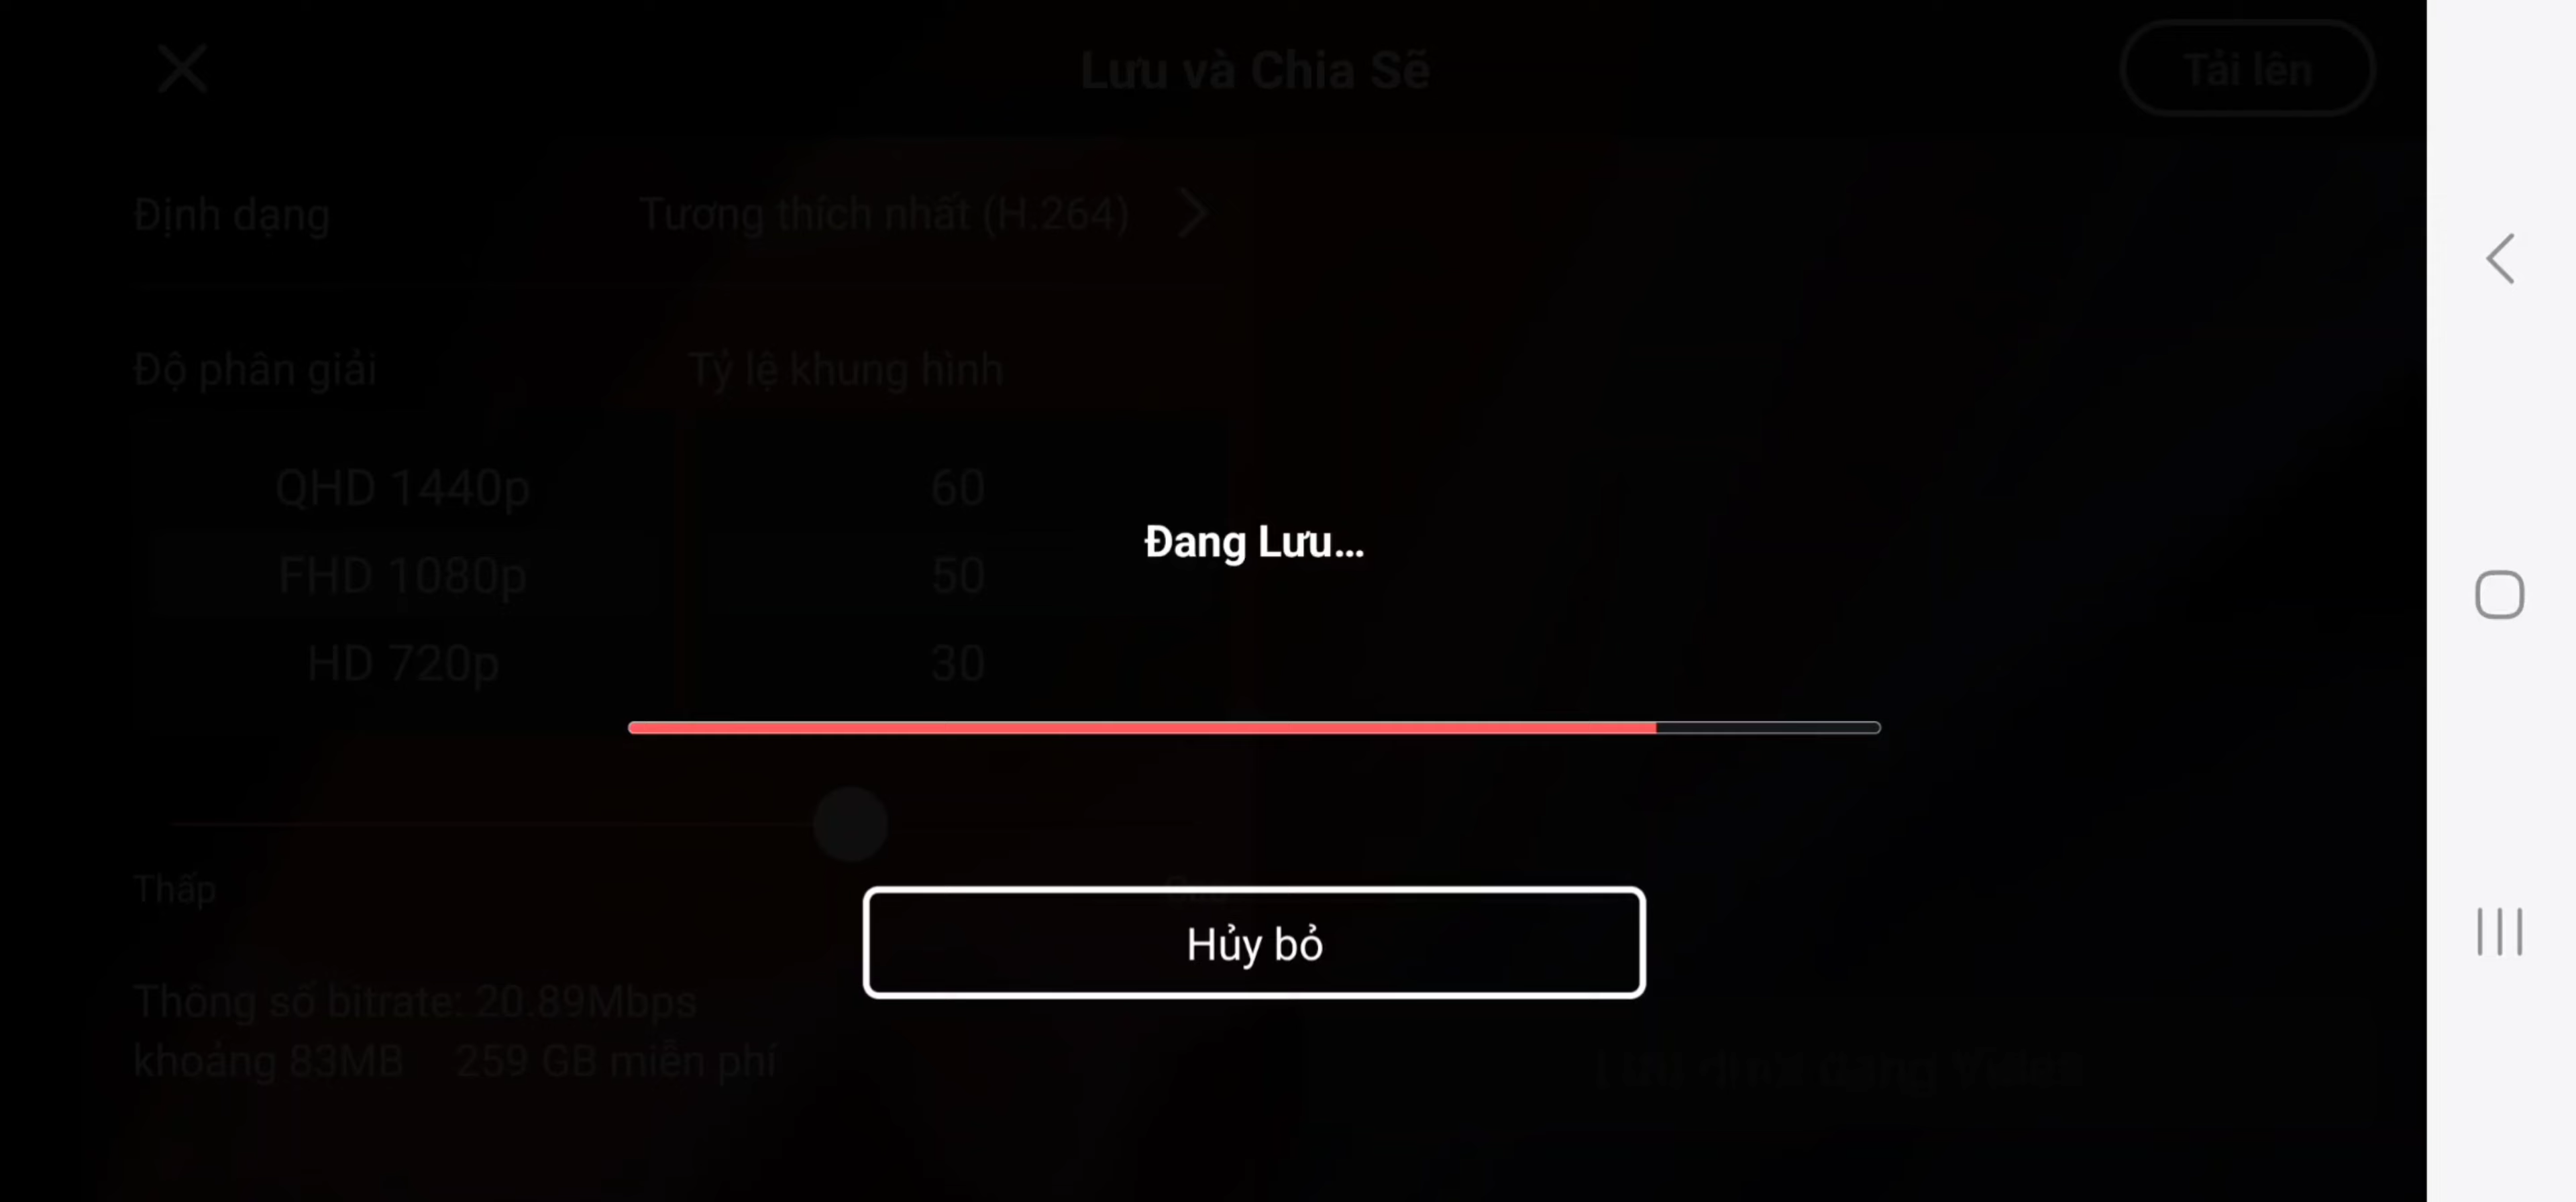 Lưu và Chia Sẽ
Tải lên
Định dạng
Tương thích nhất (H.264)
Độ phân giải
Tỷ lệ khung hình
QHD 1440p
60
FHD 1080p
50
HD 720p
30
Đang Lưu...
Thấp
Hủy bỏ
Thông số bitrate: 20.89Mbps
khoảng 83MB 259 GB miễn phí